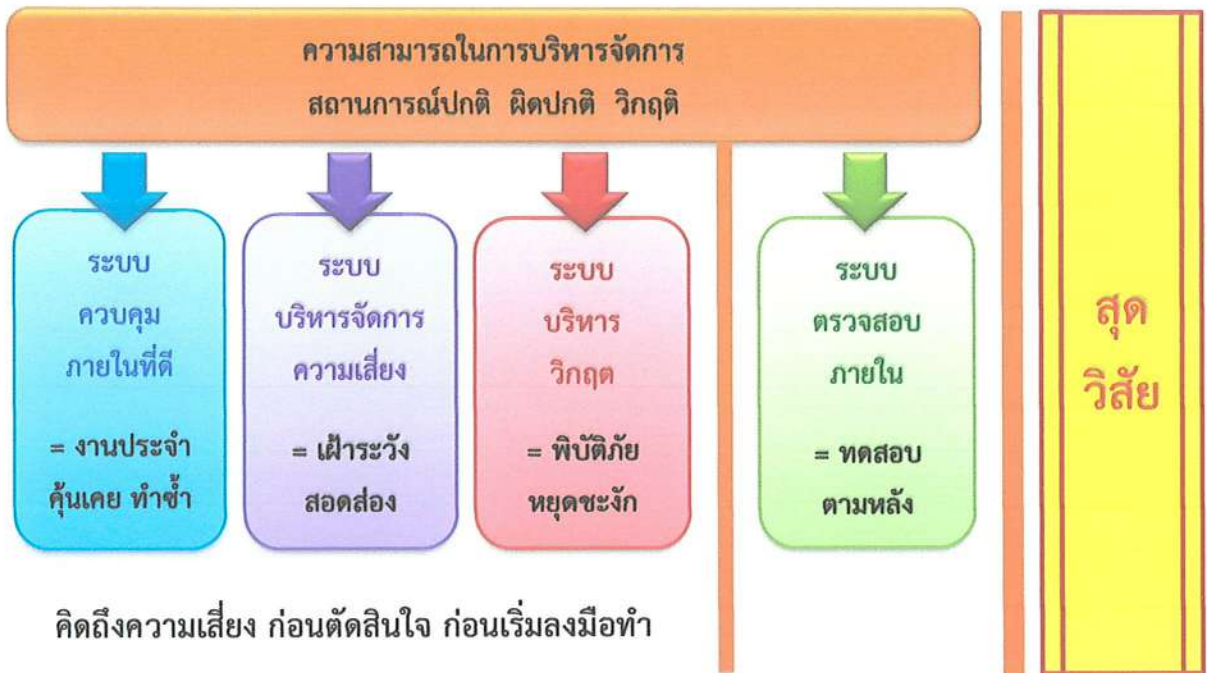 ความสามารถในการบริหารจัดการ
สถานการณ์ปกติ ผิดปกติ วิกฤติ
ระบบ
ควบคุม
ภายในที่ดี
= งานประจำ
คุ้นเคย ทำซ้ำ
ระบบ
บริหารจัดการ
ความเสี่ยง
= เฝ้าระวัง
สอดส่อง
ระบบ
บริหาร
วิกฤต
= พิบัติภัย
หยุดชะงัก
ระบบ
ตรวจสอบ
ภายใน
= ทดสอบ
ตามหลัง
สุด
วิสัย
คิดถึงความเสี่ยง ก่อนตัดสินใจ ก่อนเริ่มลงมือทำ